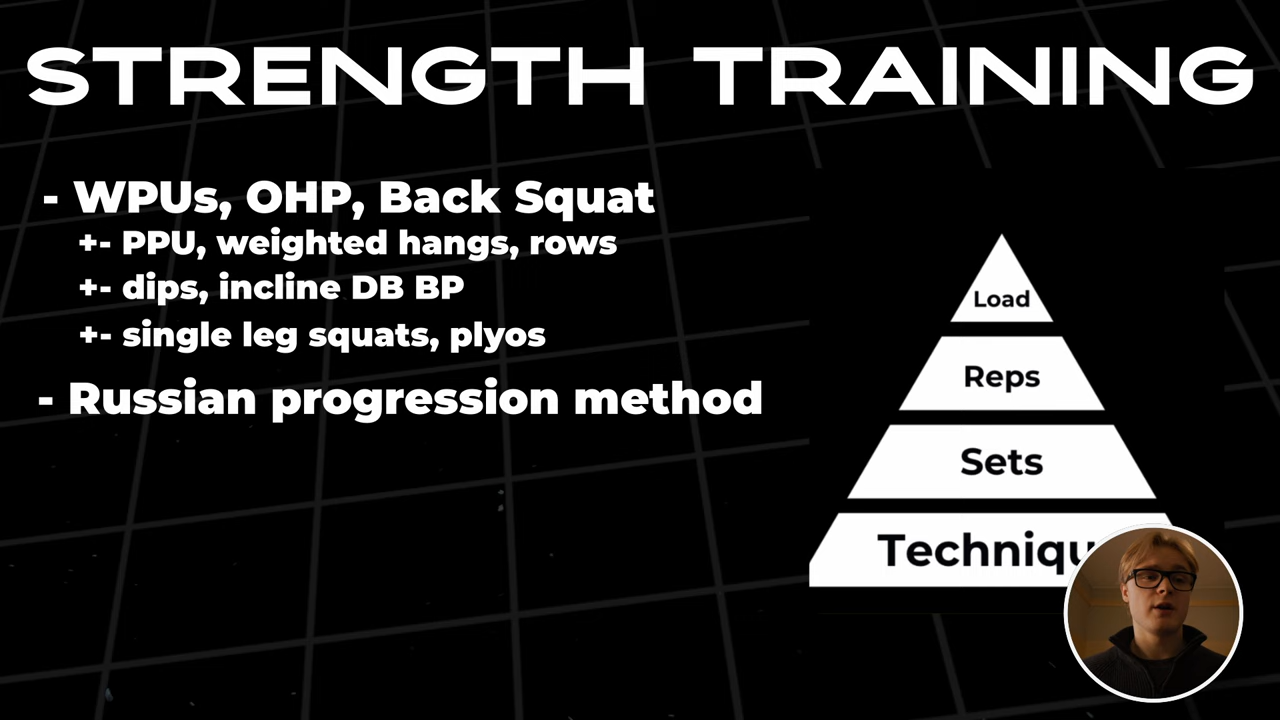 STRENGTH TRAINING
- WPUs, OHP, Back Squat
+- PPU, weighted hangs, rows
+- dips, incline DB BP
+- single leg squats, plyos
- Russian progression method
Load
Reps
Sets
Techniqu